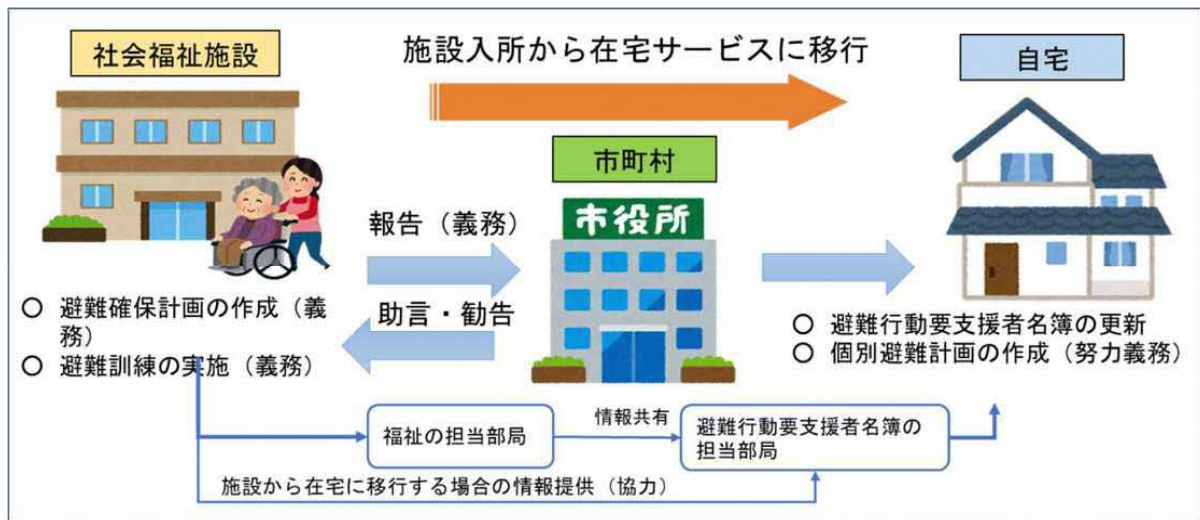 社会福祉施設
施設入所から在宅サービスに移行
自宅
市町村
市役所
報告（義務）
助言・勧告
○ 避難確保計画の作成（義
務）
○ 避難訓練の実施（義務）
○ 避難行動要支援者名簿の更新
○ 個別避難計画の作成（努力義務）
福祉の担当部局
情報共有
避難行動要支援者名簿の
担当部局
施設から在宅に移行する場合の情報提供（協力）